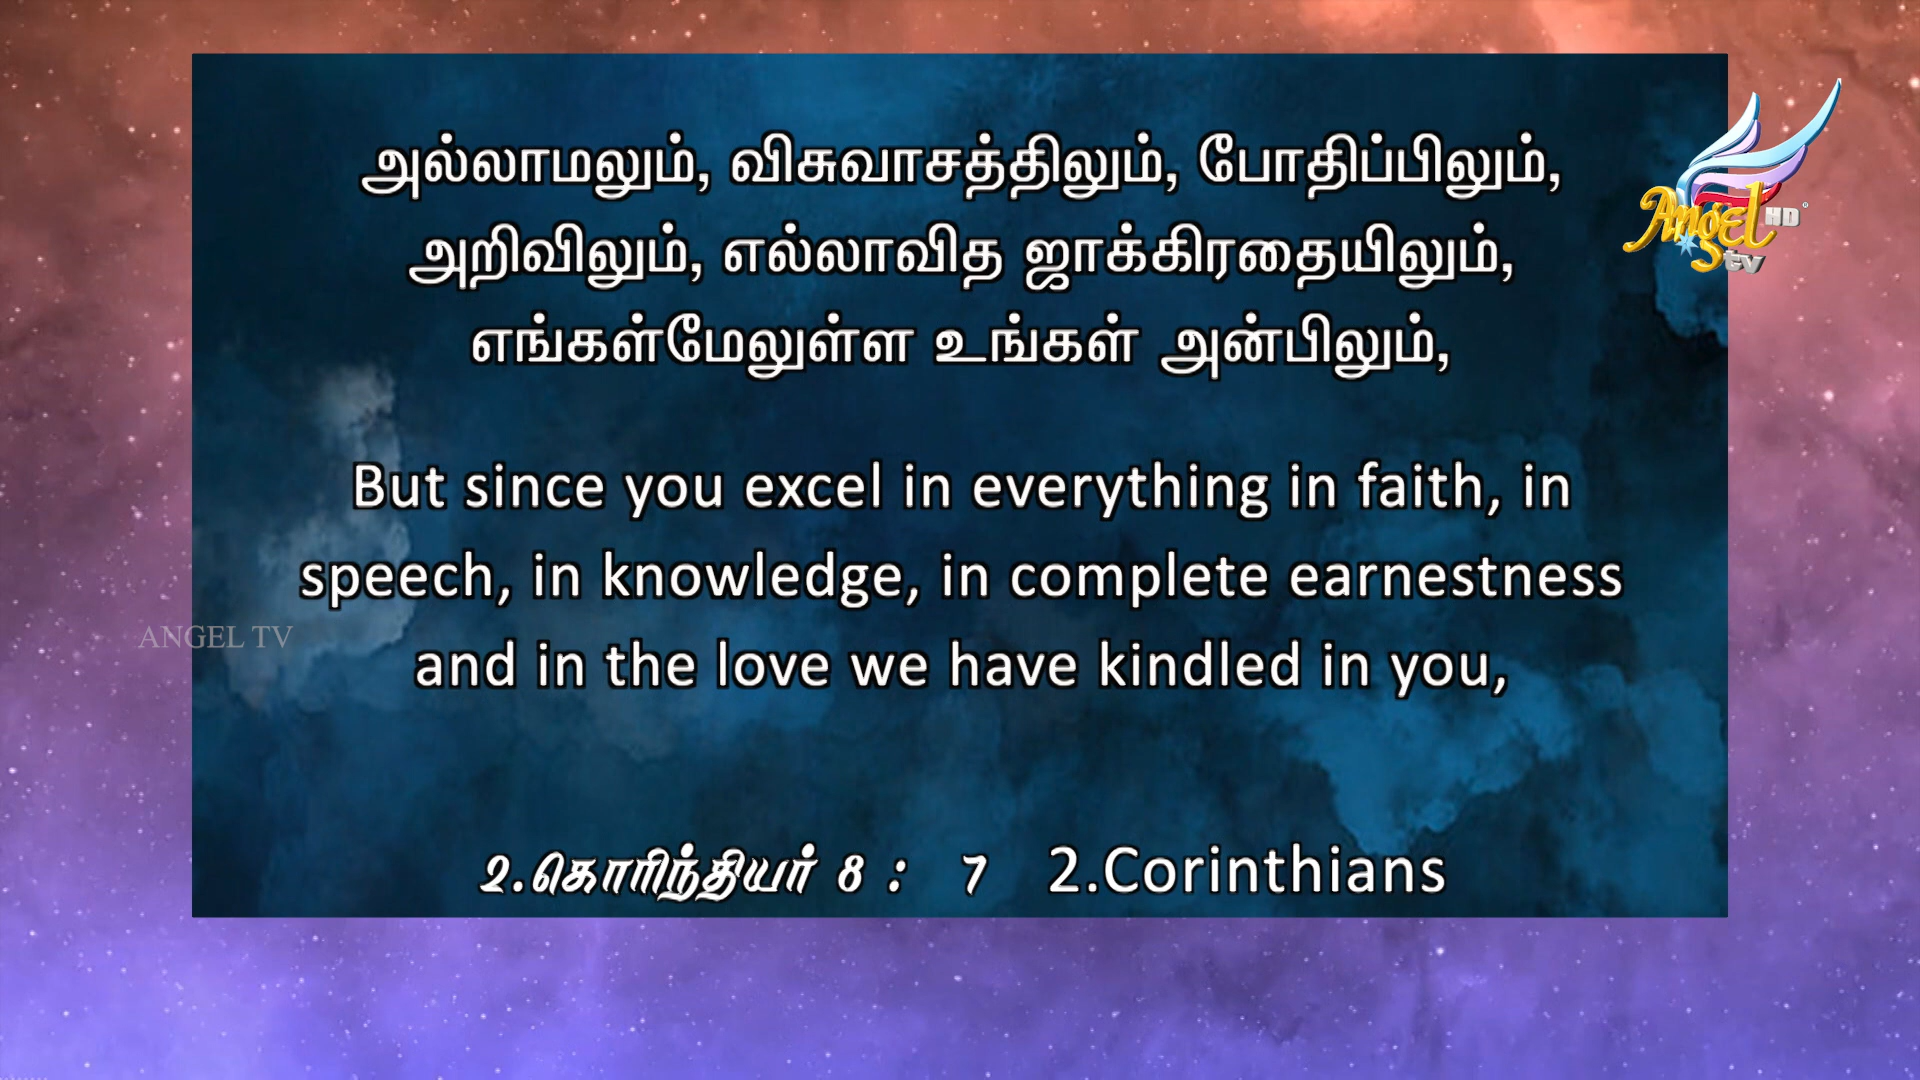 அல்லாமலும், விசுவாசத்திலும், போதிப்பிலும்,
அறிவிலும், எல்லாவித ஜாக்கிரதையிலும்,
எங்கள்மேலுள்ள உங்கள் அன்பிலும்,
But since you excel in everything in faith, in
speech, in knowledge, in complete earnestness
and in the love we have kindled in you,
2.கொரிந்தியர் 8 : 7 2.Corinthians
Angel HD
tv
ANGEL TV